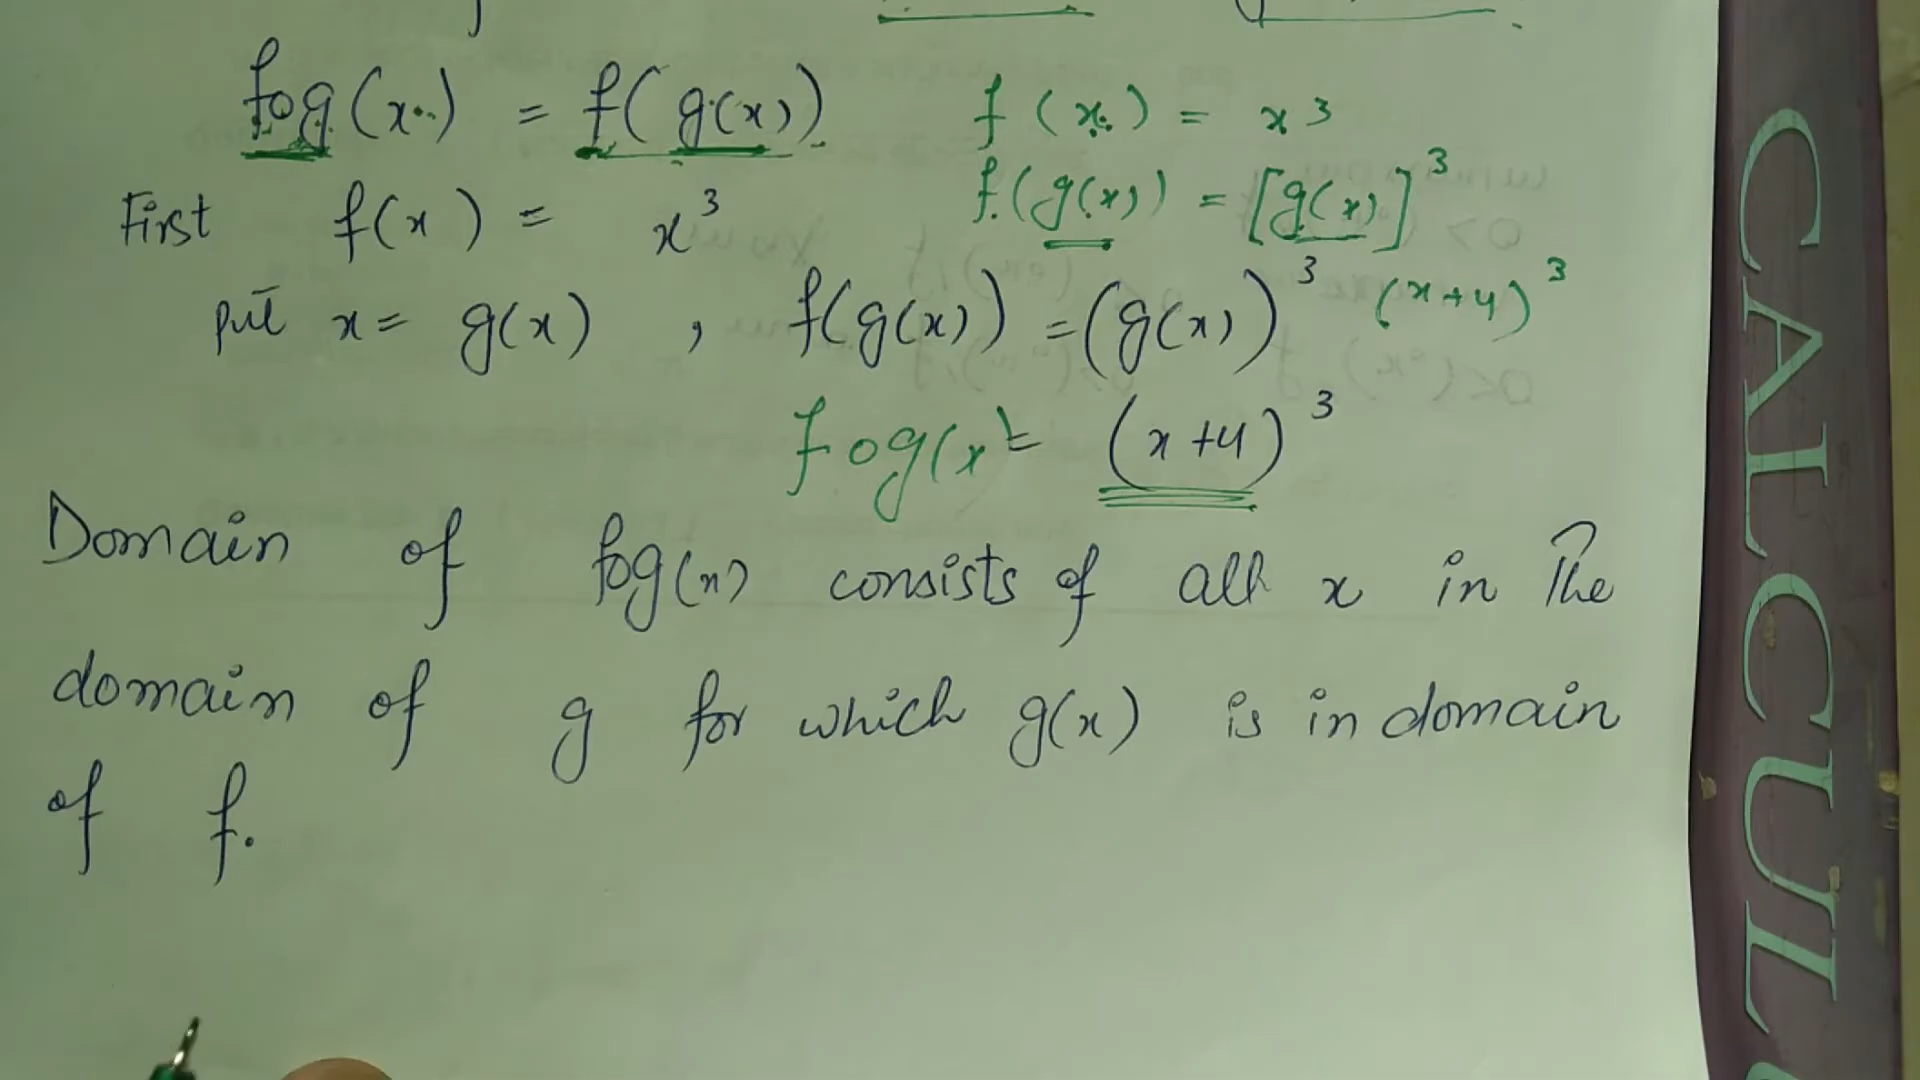 fog(x) = f(g(x)) f(x) = x³
First f(x) = x³ f(g(x)) = [g(x)]³
put x = g(x) , f(g(x)) = (g(x))³ (x+4)³
fog(x) = (x+4)³
Domain of fog(x) consists of all x in The
domain of g for which g(x) is in domain
of f.
CALCUL